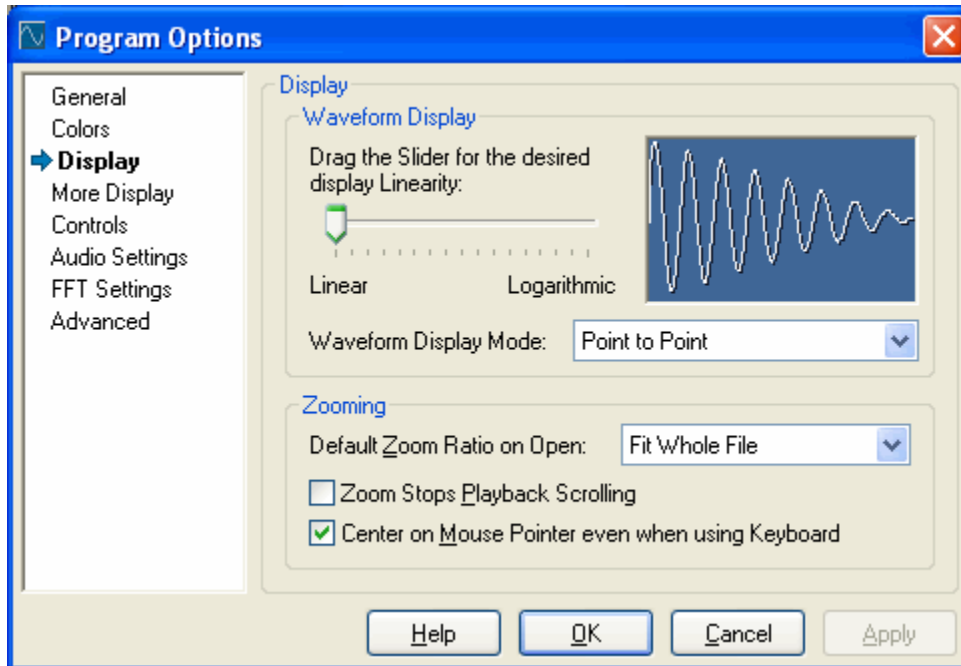 Program Options
General
Colors
Display
More Display
Controls
Audio Settings
FFT Settings
Advanced
Display
Waveform Display
Drag the Slider for the desired
display Linearity:
Linear
Logarithmic
Waveform Display Mode:
Point to Point
Zooming
Default Zoom Ratio on Open:
Fit Whole File
Zoom Stops Playback Scrolling
Center on Mouse Pointer even when using Keyboard
Help
OK
Cancel
Apply